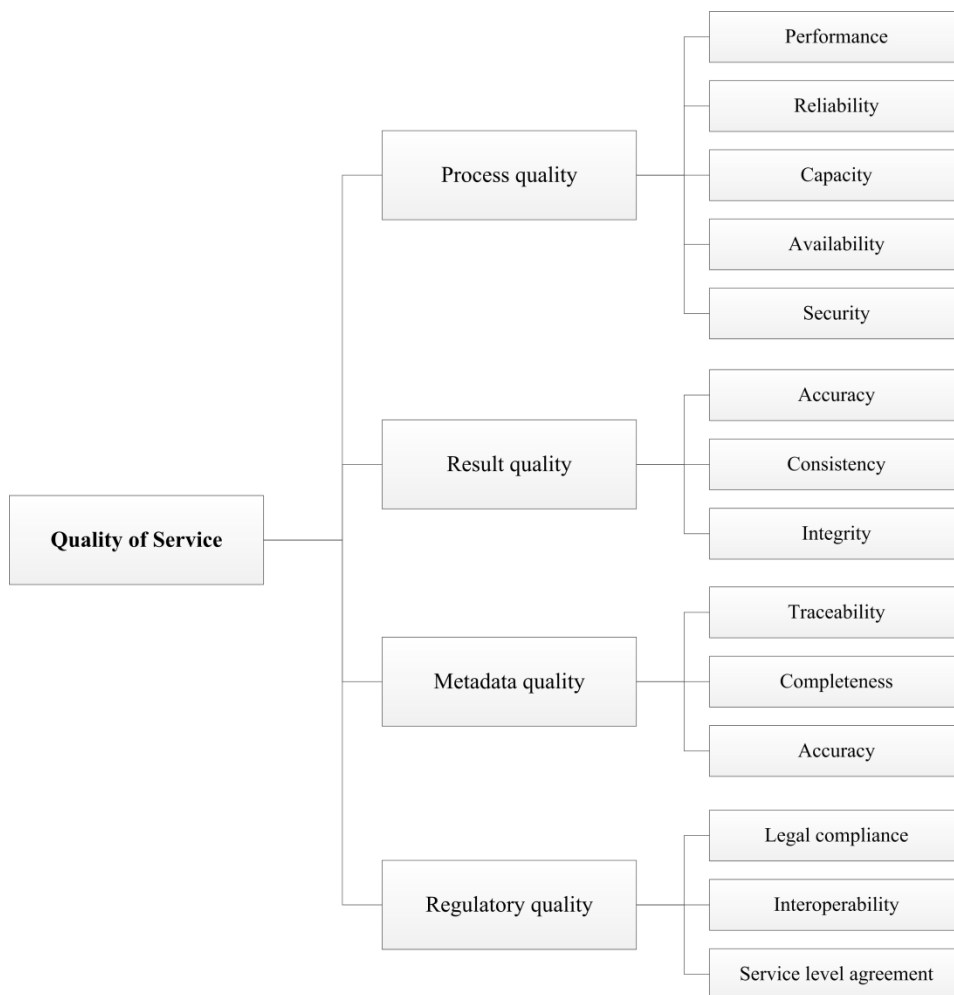 Performance
Reliability
Process quality
Capacity
Availability
Security
Accuracy
Result quality
Consistency
Integrity
Quality of Service
Traceability
Metadata quality
Completeness
Accuracy
Legal compliance
Regulatory quality
Interoperability
Service level agreement